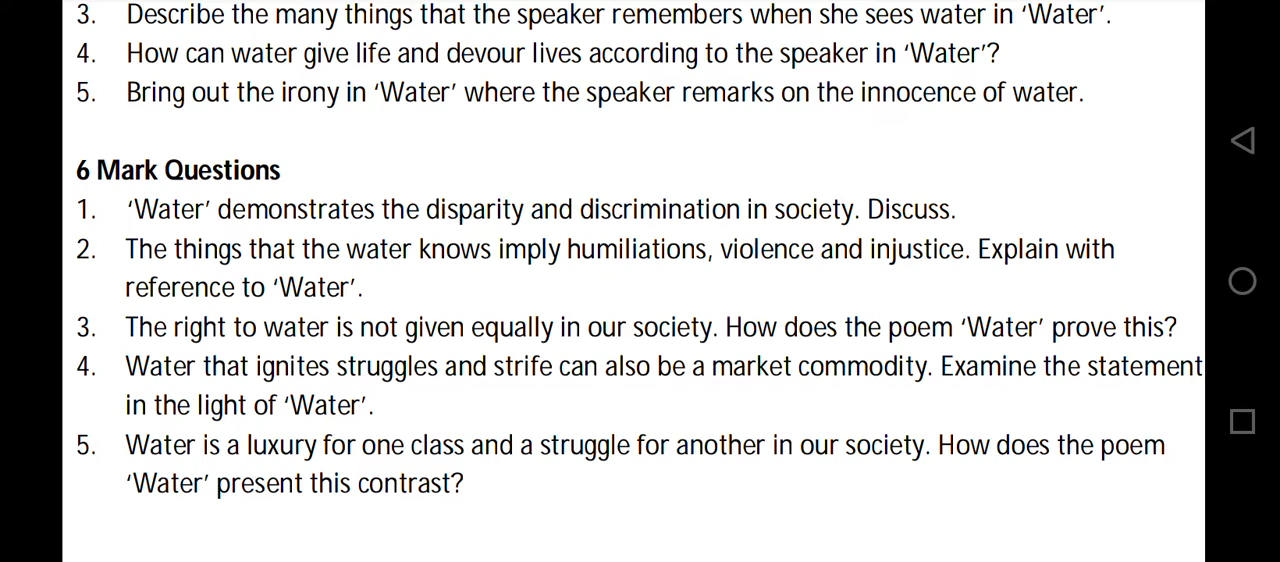 3. Describe the many things that the speaker remembers when she sees water in ‘Water’.
4. How can water give life and devour lives according to the speaker in ‘Water’?
5. Bring out the irony in ‘Water’ where the speaker remarks on the innocence of water.
6 Mark Questions
1. ‘Water’ demonstrates the disparity and discrimination in society. Discuss.
2. The things that the water knows imply humiliations, violence and injustice. Explain with
reference to ‘Water’.
3. The right to water is not given equally in our society. How does the poem ‘Water’ prove this?
4. Water that ignites struggles and strife can also be a market commodity. Examine the statement
in the light of ‘Water’.
5. Water is a luxury for one class and a struggle for another in our society. How does the poem
‘Water’ present this contrast?